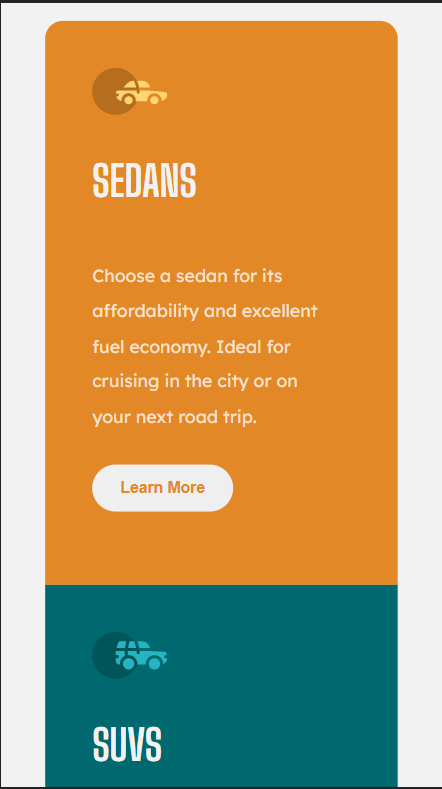 SEDANS
Choose a sedan for its
affordability and excellent
fuel economy. Ideal for
cruising in the city or on
your next road trip.
Learn More
SUVS